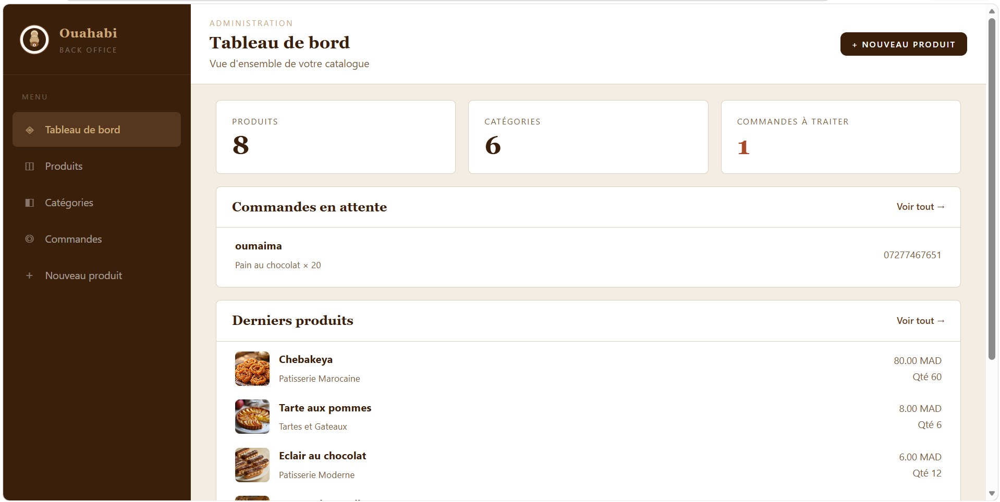 Ouahabi
BACK OFFICE
MENU
Tableau de bord
Produits
Catégories
Commandes
+ Nouveau produit
ADMINISTRATION
Tableau de bord
Vue d'ensemble de votre catalogue
+ NOUVEAU PRODUIT
PRODUITS
8
CATÉGORIES
6
COMMANDES À TRAITER
1
Commandes en attente
Voir tout →
oumaima
Pain au chocolat × 20
07277467651
Derniers produits
Voir tout →
Chebakeya
Patisserie Marocaine
80.00 MAD
Qté 60
Tarte aux pommes
Tartes et Gateaux
8.00 MAD
Qté 6
Eclair au chocolat
Patisserie Moderne
6.00 MAD
Qté 12